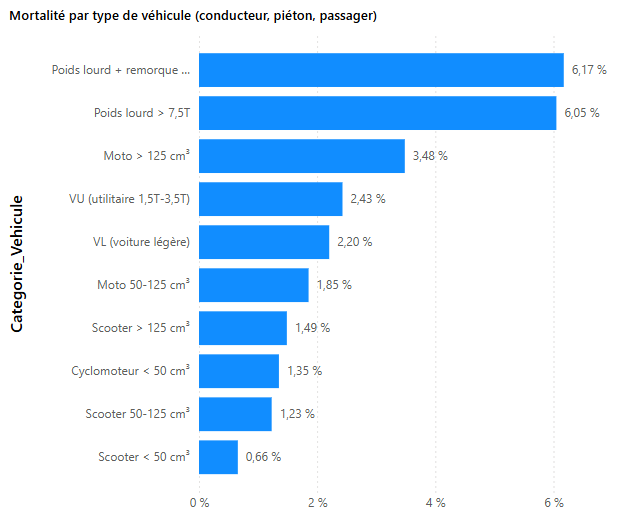 Mortalité par type de véhicule (conducteur, piéton, passager)
Categorie_Vehicule
Poids lourd + remorque ... 6,17 %
Poids lourd > 7,5T 6,05 %
Moto > 125 cm³ 3,48 %
VU (utilitaire 1,5T-3,5T) 2,43 %
VL (voiture légère) 2,20 %
Moto 50-125 cm³ 1,85 %
Scooter > 125 cm³ 1,49 %
Cyclomoteur < 50 cm³ 1,35 %
Scooter 50-125 cm³ 1,23 %
Scooter < 50 cm³ 0,66 %
0 % 2 % 4 % 6 %